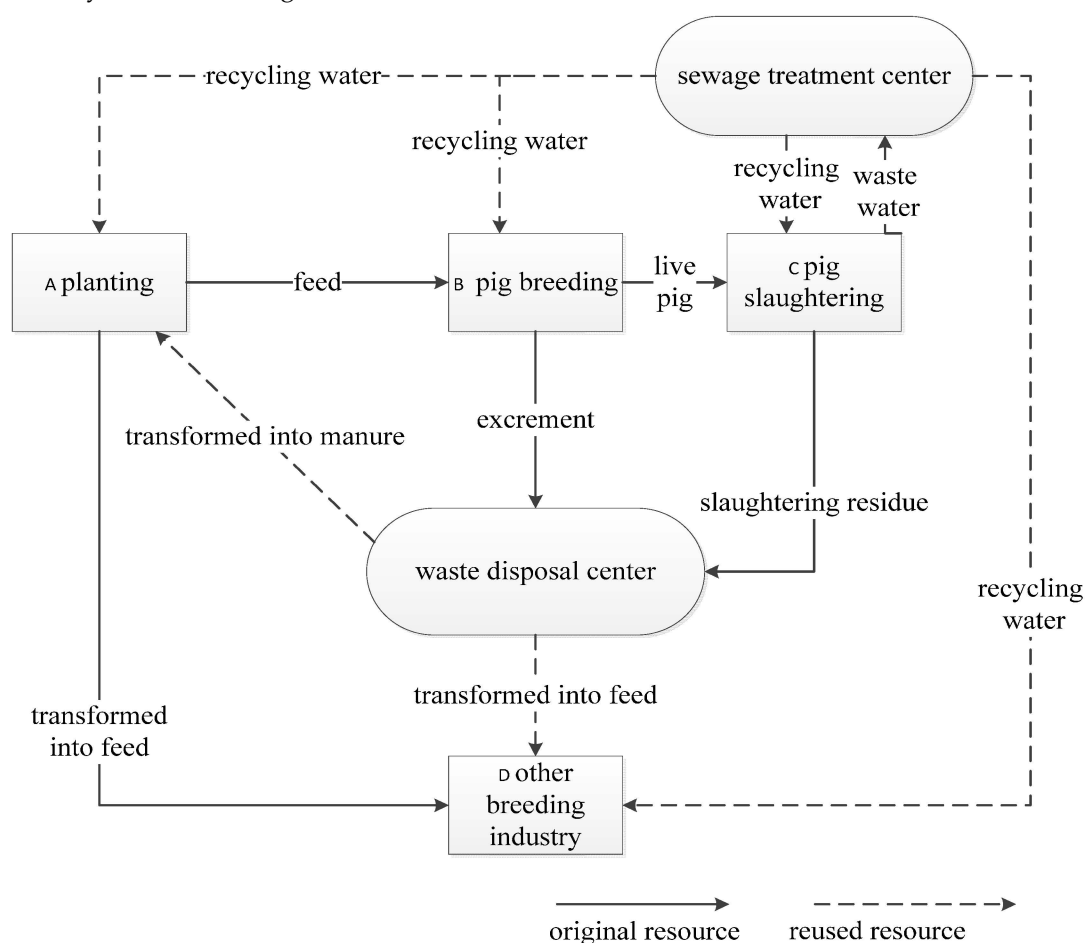 sewage treatment center
recycling water
recycling water
recycling
water
waste
water
A planting
feed
B pig breeding
live
pig
C pig
slaughtering
excrement
transformed into manure
slaughtering residue
waste disposal center
recycling
water
transformed into feed
transformed
into feed
D other
breeding
industry
original resource
reused resource